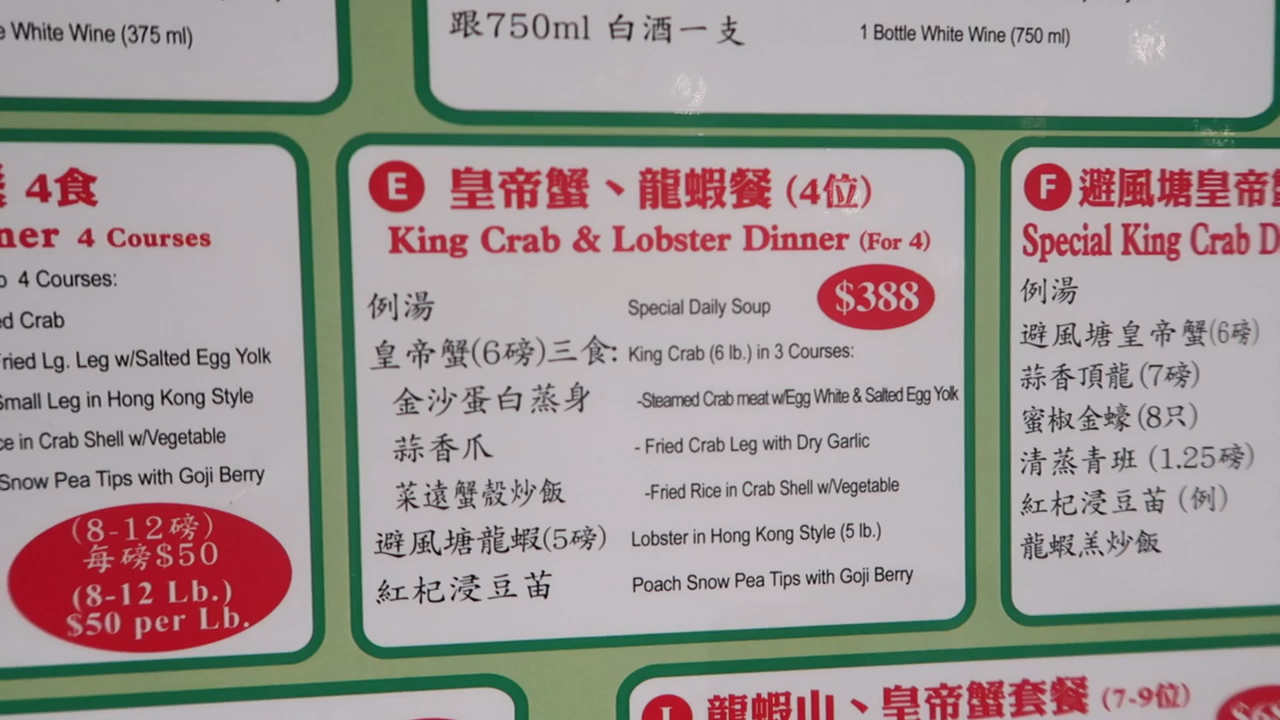 White Wine (375 ml)
跟750ml 白酒一支
1 Bottle White Wine (750 ml)
4食
4 Courses
4 Courses:
Crab
Lg. Leg w/Salted Egg Yolk
Small Leg in Hong Kong Style
in Crab Shell w/Vegetable
Snow Pea Tips with Goji Berry
(8-12磅)
每磅$50
(8-12 Lb.)
$50 per Lb.
E 皇帝蟹、龍蝦餐 (4位)
King Crab & Lobster Dinner (For 4)
$388
例湯 Special Daily Soup
皇帝蟹(6磅)三食: King Crab (6 lb.) in 3 Courses:
金沙蛋白蒸身 -Steamed Crab meat w/Egg White & Salted Egg Yolk
蒜香爪 - Fried Crab Leg with Dry Garlic
菜遠蟹殼炒飯 -Fried Rice in Crab Shell w/Vegetable
避風塘龍蝦(5磅) Lobster in Hong Kong Style (5 lb.)
紅杞浸豆苗 Poach Snow Pea Tips with Goji Berry
F 避風塘皇帝
Special King Crab
例湯
避風塘皇帝蟹(6磅)
蒜香頂龍(7磅)
蜜椒金蠔(8只)
清蒸青班 (1.25磅)
紅杞浸豆苗 (例)
龍蝦羔炒飯
龍蝦山、皇帝蟹套餐 (7-9位)